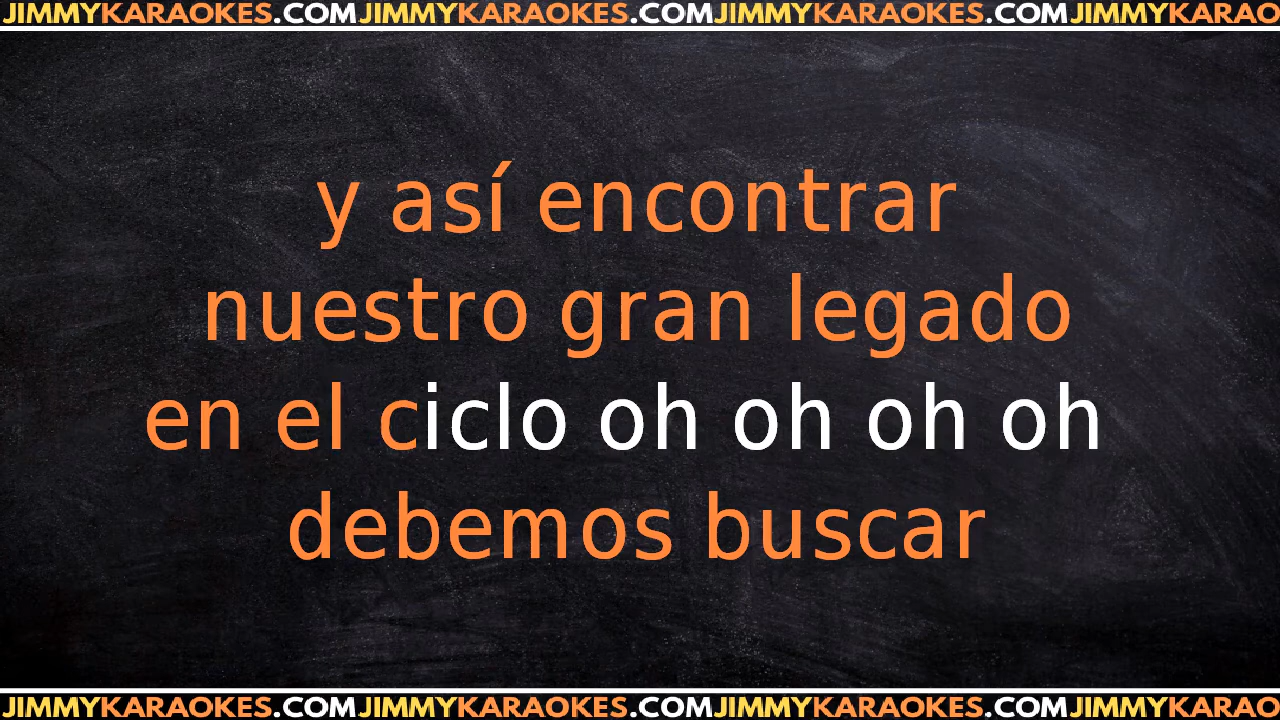 JIMMYKARAOKES.COMJIMMYKARAOKES.COMJIMMYKARAOKES.COMJIMMYKARAO
y así encontrar
nuestro gran legado
en el ciclo oh oh oh oh
debemos buscar
JIMMYKARAOKES.COMJIMMYKARAOKES.COMJIMMYKARAOKES.COMJIMMYKARAO